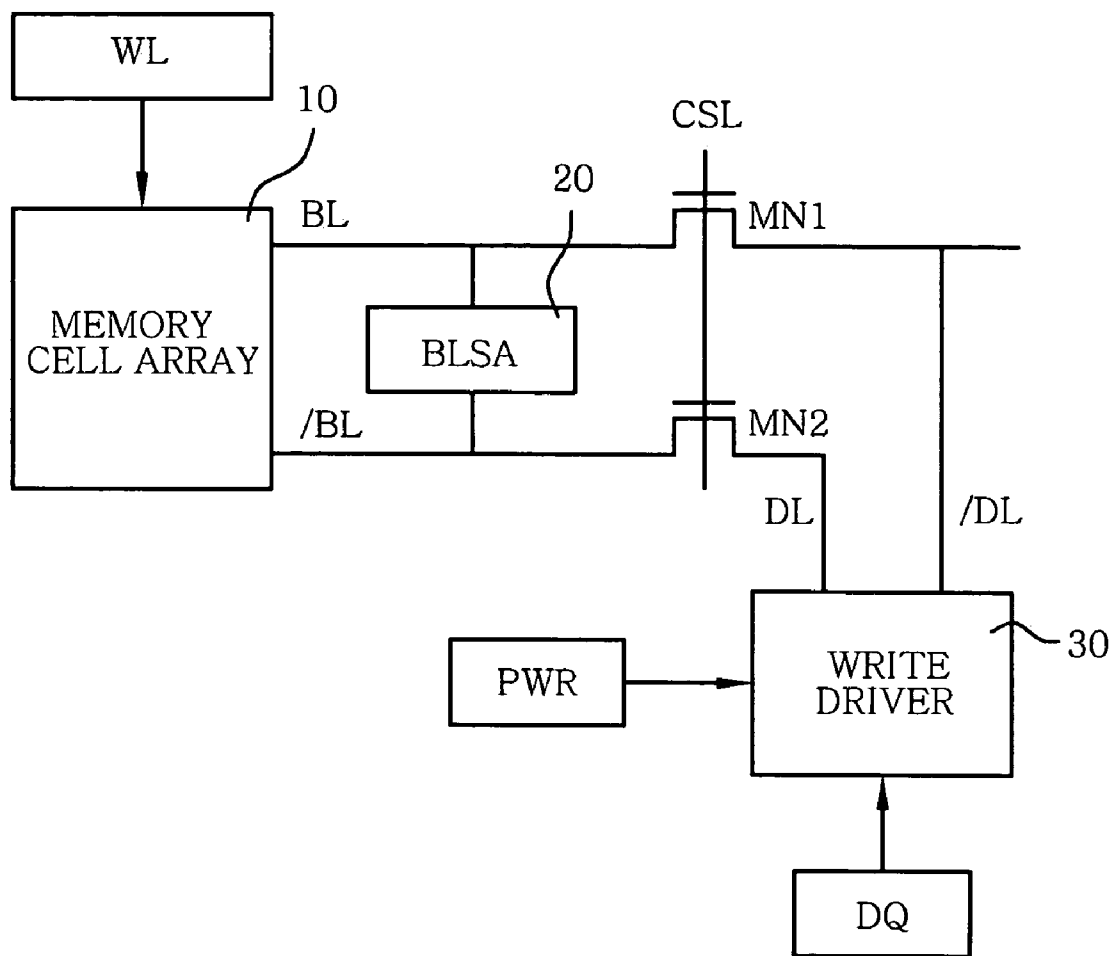 WL
10
CSL
20
BL
MN1
MEMORY
CELL ARRAY
BLSA
/BL
MN2
DL
/DL
30
PWR
WRITE
DRIVER
DQ